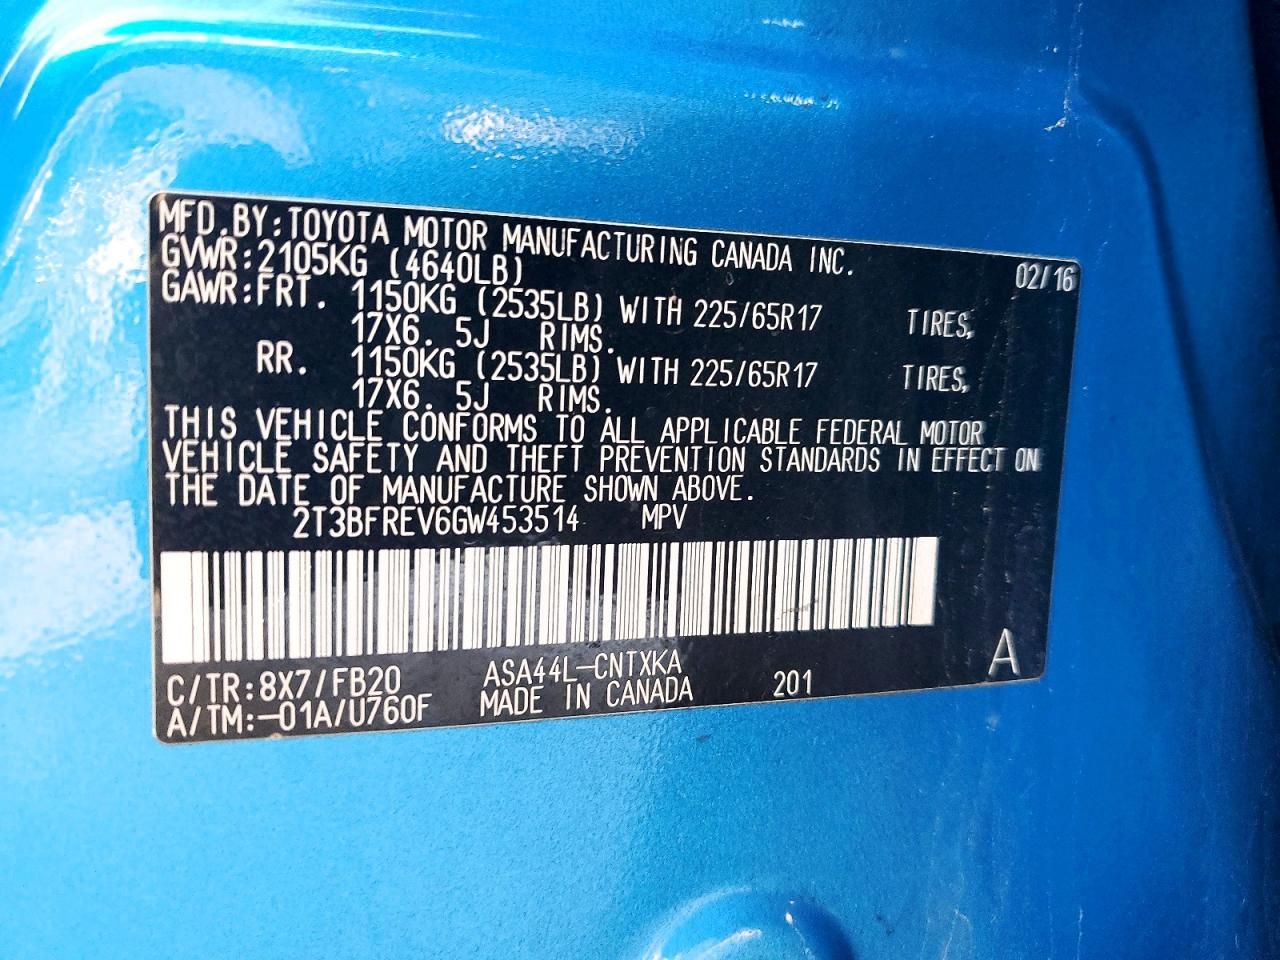 MFD.BY:TOYOTA MOTOR MANUFACTURING CANADA INC.
GVWR:2105KG (4640LB) 02/16
GAWR:FRT. 1150KG (2535LB) WITH 225/65R17 TIRES,
17X6.5J RIMS.
RR. 1150KG (2535LB) WITH 225/65R17 TIRES,
17X6.5J RIMS.
THIS VEHICLE CONFORMS TO ALL APPLICABLE FEDERAL MOTOR
VEHICLE SAFETY AND THEFT PREVENTION STANDARDS IN EFFECT ON
THE DATE OF MANUFACTURE SHOWN ABOVE.
2T3BFREV6GW453514 MPV
C/TR:8X7/FB20 ASA44L-CNTXKA A
A/TM:-01A/U760F MADE IN CANADA 201